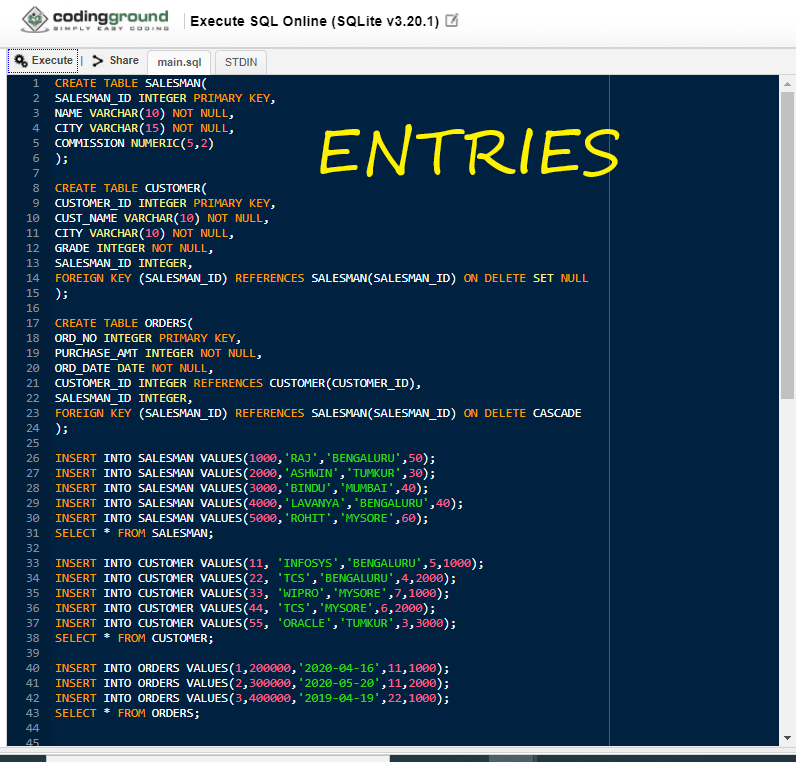 codingground
SIMPLY EASY CODING
Execute SQL Online (SQLite v3.20.1)
Execute | Share main.sql STDIN
1 CREATE TABLE SALESMAN(
2 SALESMAN_ID INTEGER PRIMARY KEY,
3 NAME VARCHAR(10) NOT NULL,
4 CITY VARCHAR(15) NOT NULL,
5 COMMISSION NUMERIC(5,2)
6 );
ENTRIES
7
8 CREATE TABLE CUSTOMER(
9 CUSTOMER_ID INTEGER PRIMARY KEY,
10 CUST_NAME VARCHAR(10) NOT NULL,
11 CITY VARCHAR(10) NOT NULL,
12 GRADE INTEGER NOT NULL,
13 SALESMAN_ID INTEGER,
14 FOREIGN KEY (SALESMAN_ID) REFERENCES SALESMAN(SALESMAN_ID) ON DELETE SET NULL
15 );
16
17 CREATE TABLE ORDERS(
18 ORD_NO INTEGER PRIMARY KEY,
19 PURCHASE_AMT INTEGER NOT NULL,
20 ORD_DATE DATE NOT NULL,
21 CUSTOMER_ID INTEGER REFERENCES CUSTOMER(CUSTOMER_ID),
22 SALESMAN_ID INTEGER,
23 FOREIGN KEY (SALESMAN_ID) REFERENCES SALESMAN(SALESMAN_ID) ON DELETE CASCADE
24 );
25
26 INSERT INTO SALESMAN VALUES(1000,'RAJ','BENGALURU',50);
27 INSERT INTO SALESMAN VALUES(2000,'ASHWIN','TUMKUR',30);
28 INSERT INTO SALESMAN VALUES(3000,'BINDU','MUMBAI',40);
29 INSERT INTO SALESMAN VALUES(4000,'LAVANYA','BENGALURU',40);
30 INSERT INTO SALESMAN VALUES(5000,'ROHIT','MYSORE',60);
31 SELECT * FROM SALESMAN;
32
33 INSERT INTO CUSTOMER VALUES(11, 'INFOSYS','BENGALURU',5,1000);
34 INSERT INTO CUSTOMER VALUES(22, 'TCS','BENGALURU',4,2000);
35 INSERT INTO CUSTOMER VALUES(33, 'WIPRO','MYSORE',7,1000);
36 INSERT INTO CUSTOMER VALUES(44, 'TCS','MYSORE',6,2000);
37 INSERT INTO CUSTOMER VALUES(55, 'ORACLE','TUMKUR',3,3000);
38 SELECT * FROM CUSTOMER;
39
40 INSERT INTO ORDERS VALUES(1,200000,'2020-04-16',11,1000);
41 INSERT INTO ORDERS VALUES(2,300000,'2020-05-20',11,2000);
42 INSERT INTO ORDERS VALUES(3,400000,'2019-04-19',22,1000);
43 SELECT * FROM ORDERS;
44
45